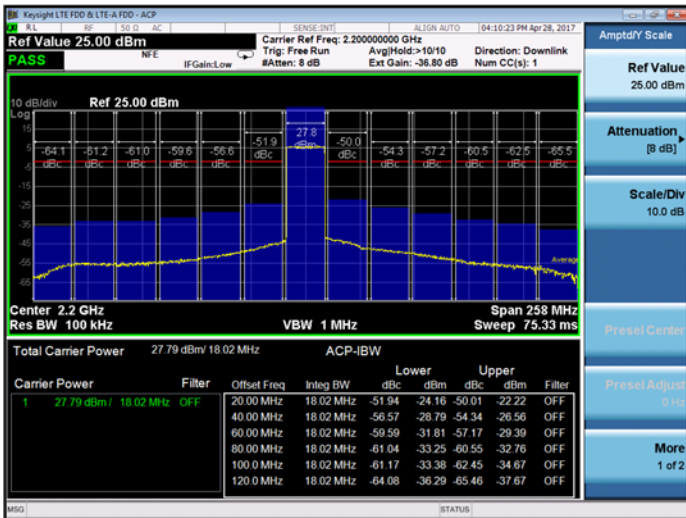 Keysight LTE FDD & LTE-A FDD - ACP
RL RF 50 Ω AC SENSE:INT ALIGN AUTO 04:10:23 PM Apr 28, 2017
Ref Value 25.00 dBm
Carrier Ref Freq: 2.200000000 GHz
PASS NFE Trig: Free Run Avg|Hold:>10/10 Direction: Downlink
IFGain:Low #Atten: 8 dB Ext Gain: -36.80 dB Num CC(s): 1
10 dB/div Ref 25.00 dBm
Log
15
5
-5
-15
-25
-35
-45
-55
-65
-64.1 dBc
-61.2 dBc
-61.0 dBc
-59.6 dBc
-56.6 dBc
-51.9 dBc
27.8 dBm
-50.0 dBc
-54.3 dBc
-57.2 dBc
-60.5 dBc
-62.5 dBc
-65.5 dBc
Average
Center 2.2 GHz Span 258 MHz
Res BW 100 kHz VBW 1 MHz Sweep 75.33 ms
Total Carrier Power 27.79 dBm/ 18.02 MHz ACP-IBW
Lower Upper
Carrier Power Filter Offset Freq Integ BW dBc dBm dBc dBm Filter
1 27.79 dBm / 18.02 MHz OFF 20.00 MHz 18.02 MHz -51.94 -24.16 -50.01 -22.22 OFF
40.00 MHz 18.02 MHz -56.57 -28.79 -54.34 -26.56 OFF
60.00 MHz 18.02 MHz -59.59 -31.81 -57.17 -29.39 OFF
80.00 MHz 18.02 MHz -61.04 -33.25 -60.55 -32.76 OFF
100.0 MHz 18.02 MHz -61.17 -33.38 -62.45 -34.67 OFF
120.0 MHz 18.02 MHz -64.08 -36.29 -65.46 -37.67 OFF
MSG STATUS
Amptd/Y Scale
Ref Value
25.00 dBm
Attenuation
[8 dB]
Scale/Div
10.0 dB
Presel Center
Presel Adjust
0 Hz
More
1 of 2